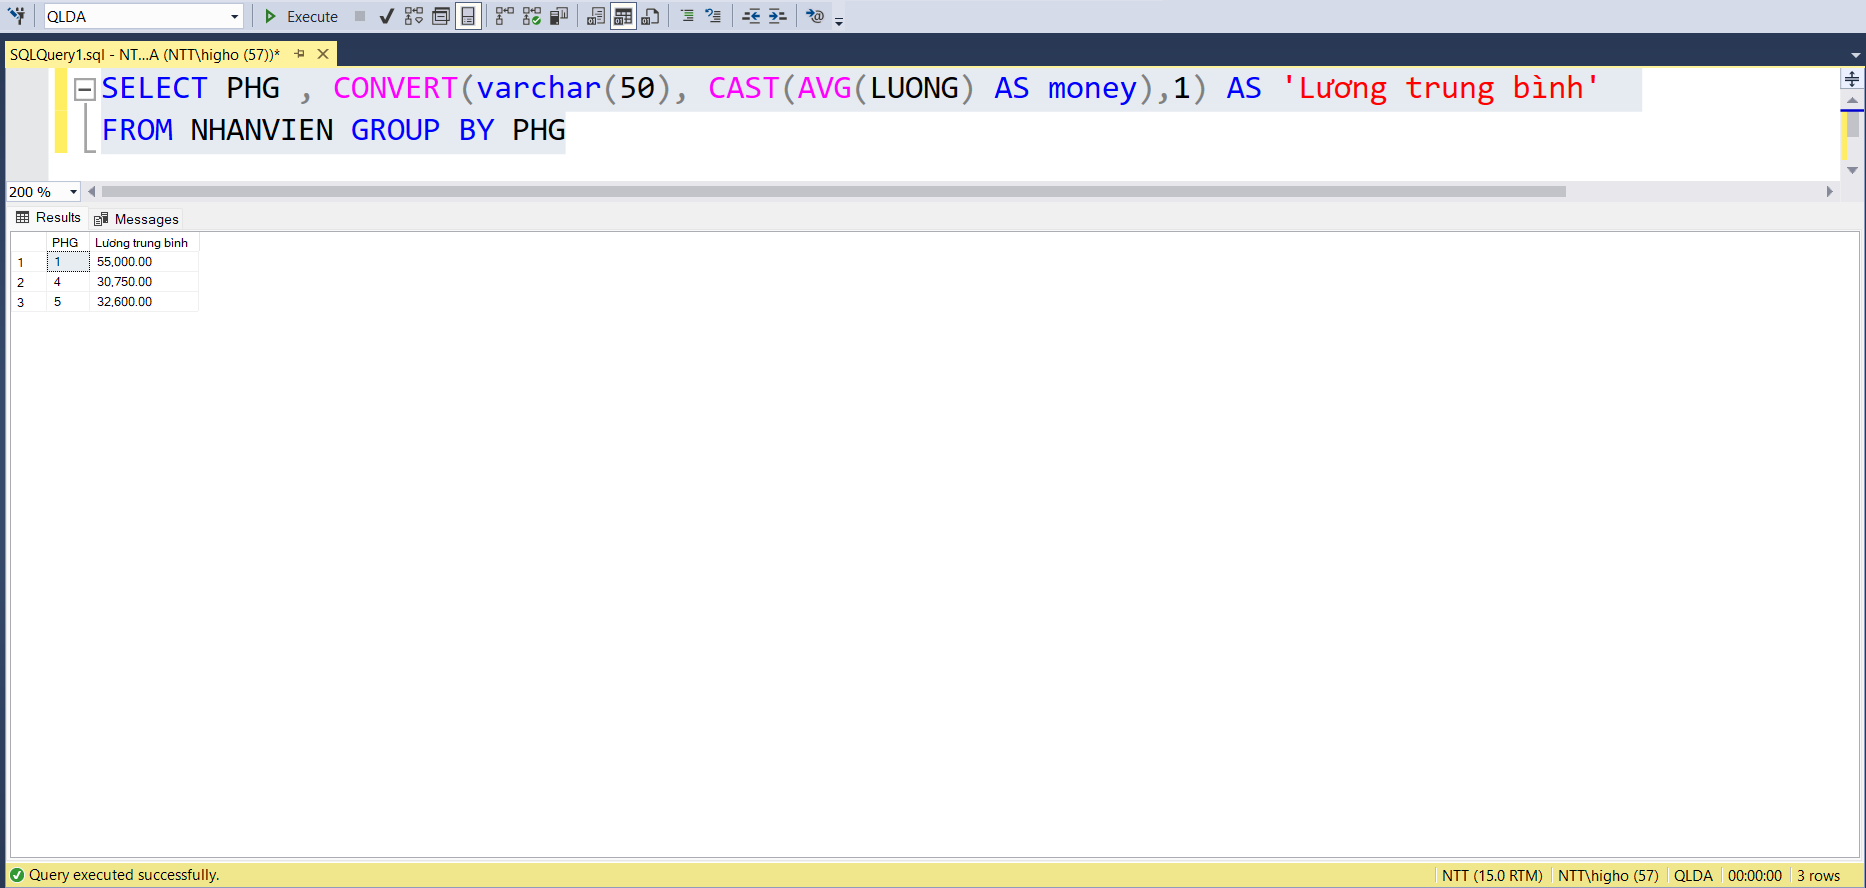 QLDA Execute
SQLQuery1.sql - NT...A (NTT\higho (57))*
SELECT PHG , CONVERT(varchar(50), CAST(AVG(LUONG) AS money),1) AS 'Lương trung bình'
FROM NHANVIEN GROUP BY PHG
200 %
Results Messages
PHG Lương trung bình
1 1 55,000.00
2 4 30,750.00
3 5 32,600.00
Query executed successfully. NTT (15.0 RTM) NTT\higho (57) QLDA 00:00:00 3 rows